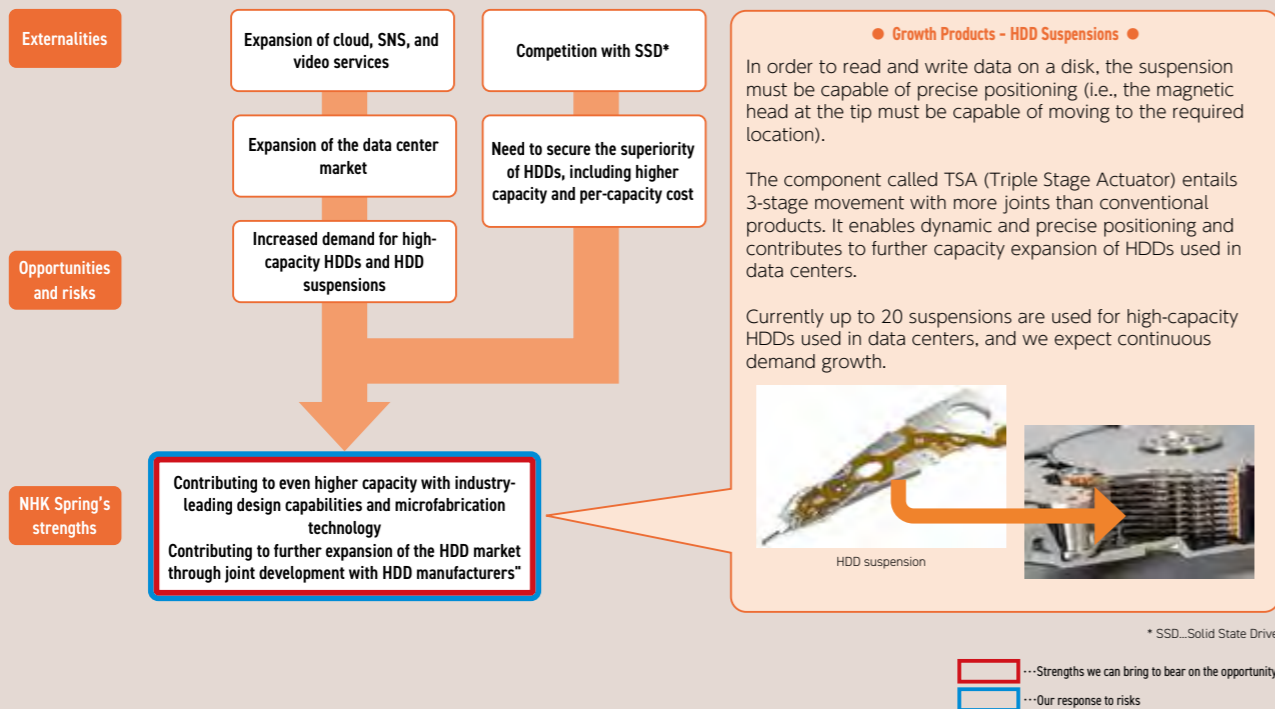 Externalities
Expansion of cloud, SNS, and
video services
Competition with SSD*
Expansion of the data center
market
Need to secure the superiority
of HDDs, including higher
capacity and per-capacity cost
Opportunities
and risks
Increased demand for high-
capacity HDDs and HDD
suspensions
NHK Spring's
strengths
Contributing to even higher capacity with industry-
leading design capabilities and microfabrication
technology
Contributing to further expansion of the HDD market
through joint development with HDD manufacturers"
● Growth Products - HDD Suspensions ●
In order to read and write data on a disk, the suspension
must be capable of precise positioning (i.e., the magnetic
head at the tip must be capable of moving to the required
location).
The component called TSA (Triple Stage Actuator) entails
3-stage movement with more joints than conventional
products. It enables dynamic and precise positioning and
contributes to further capacity expansion of HDDs used in
data centers.
Currently up to 20 suspensions are used for high-capacity
HDDs used in data centers, and we expect continuous
demand growth.
HDD suspension
* SSD...Solid State Drive
···Strengths we can bring to bear on the opportunity
···Our response to risks